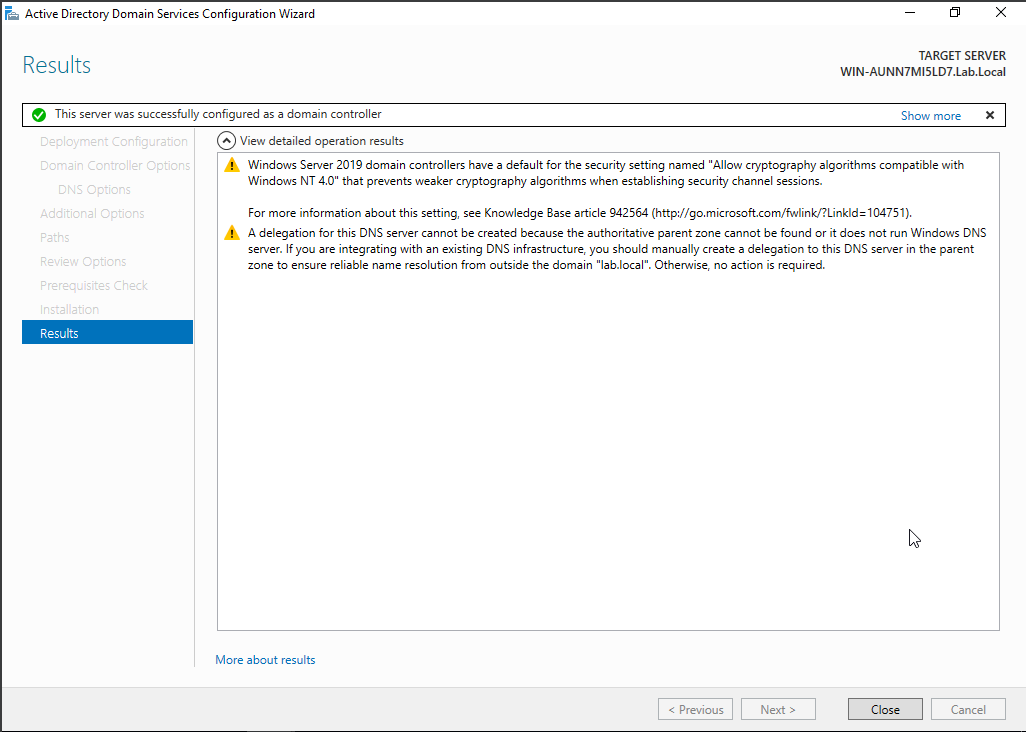 Active Directory Domain Services Configuration Wizard
Results
TARGET SERVER
WIN-AUNN7MI5LD7.Lab.Local
This server was successfully configured as a domain controller
Show more
Deployment Configuration
Domain Controller Options
DNS Options
Additional Options
Paths
Review Options
Prerequisites Check
Installation
Results
View detailed operation results
Windows Server 2019 domain controllers have a default for the security setting named "Allow cryptography algorithms compatible with
Windows NT 4.0" that prevents weaker cryptography algorithms when establishing security channel sessions.
For more information about this setting, see Knowledge Base article 942564 (http://go.microsoft.com/fwlink/?LinkId=104751).
A delegation for this DNS server cannot be created because the authoritative parent zone cannot be found or it does not run Windows DNS
server. If you are integrating with an existing DNS infrastructure, you should manually create a delegation to this DNS server in the parent
zone to ensure reliable name resolution from outside the domain "lab.local". Otherwise, no action is required.
More about results
< Previous
Next >
Close
Cancel